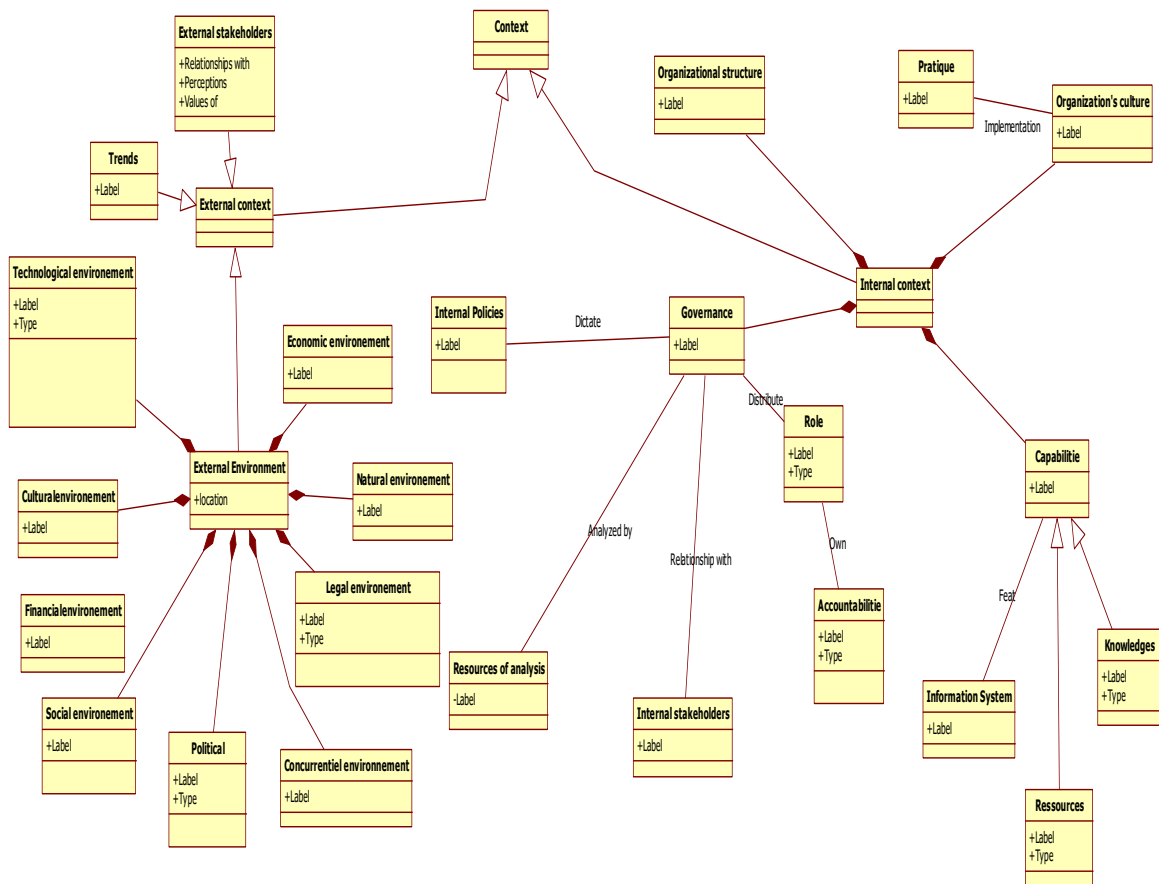 External stakeholders
+Relationships with
+Perceptions
+Values of
Context
Organizational structure
+Label
Pratique
+Label
Implementation
Organization's culture
+Label
Trends
+Label
External context
Technological environement
+Label
+Type
Internal context
Internal Policies
+Label
Dictate
Governance
+Label
Economic environement
+Label
Distribute
Role
+Label
+Type
Capabilitie
+Label
External Environment
+location
Natural environement
+Label
Culturalenvironement
+Label
Analyzed by
Relationship with
Own
Legal environement
+Label
+Type
Accountabilitie
+Label
+Type
Feat
Financialenvironement
+Label
Knowledges
+Label
+Type
Resources of analysis
-Label
Information System
+Label
Internal stakeholders
+Label
Social environement
+Label
Political
+Label
+Type
Concurrentiel environnement
+Label
Ressources
+Label
+Type